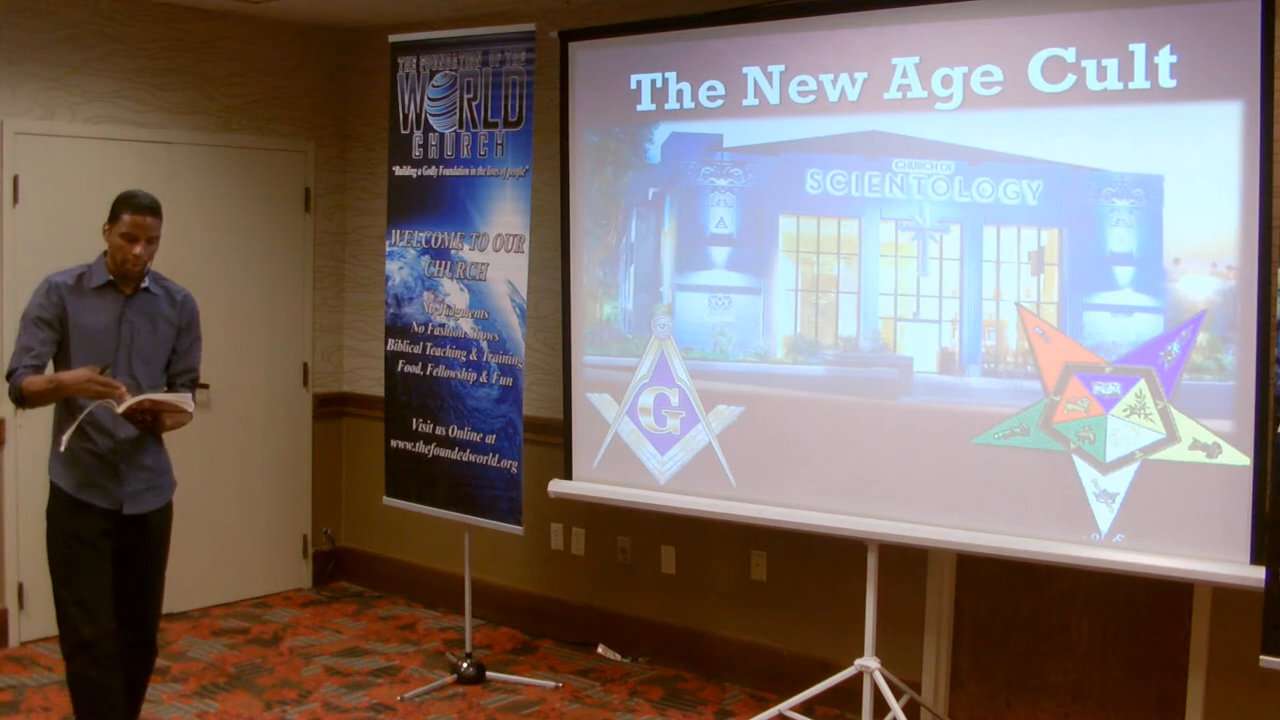 THE FOUNDATION OF THE
WORLD
CHURCH
"Building a Godly Foundation in the lives of people"
WELCOME TO OUR
CHURCH
No Judgments
No Fashion Shows
Biblical Teaching & Training
Food, Fellowship & Fun
Visit us Online at
www.thefoundedworld.org
The New Age Cult
CHURCH OF
SCIENTOLOGY
G